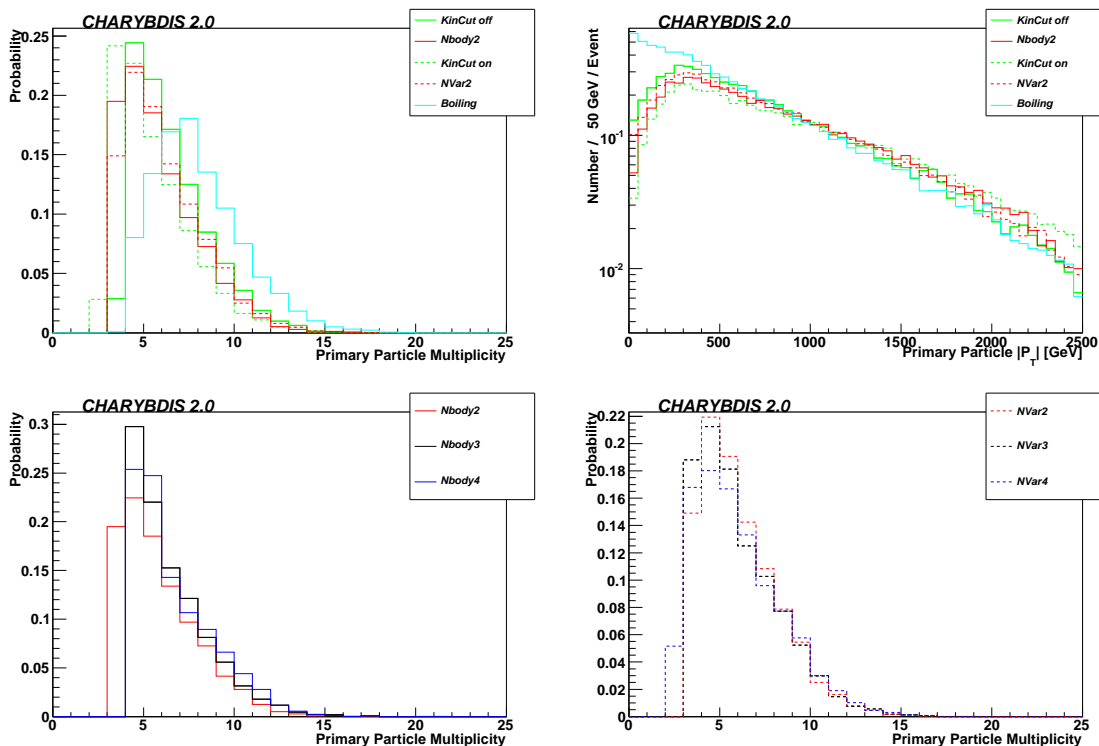 CHARYBDIS 2.0
KinCut off
Nbody2
KinCut on
NVar2
Boiling
Probability
0.25
0.2
0.15
0.1
0.05
0
0 5 10 15 20 25
Primary Particle Multiplicity
CHARYBDIS 2.0
KinCut off
Nbody2
KinCut on
NVar2
Boiling
Number / 50 GeV / Event
10-1
10-2
0 500 1000 1500 2000 2500
Primary Particle |PT| [GeV]
CHARYBDIS 2.0
Nbody2
Nbody3
Nbody4
Probability
0.3
0.25
0.2
0.15
0.1
0.05
0
0 5 10 15 20 25
Primary Particle Multiplicity
CHARYBDIS 2.0
NVar2
NVar3
NVar4
Probability
0.22
0.2
0.18
0.16
0.14
0.12
0.1
0.08
0.06
0.04
0.02
0
0 5 10 15 20 25
Primary Particle Multiplicity